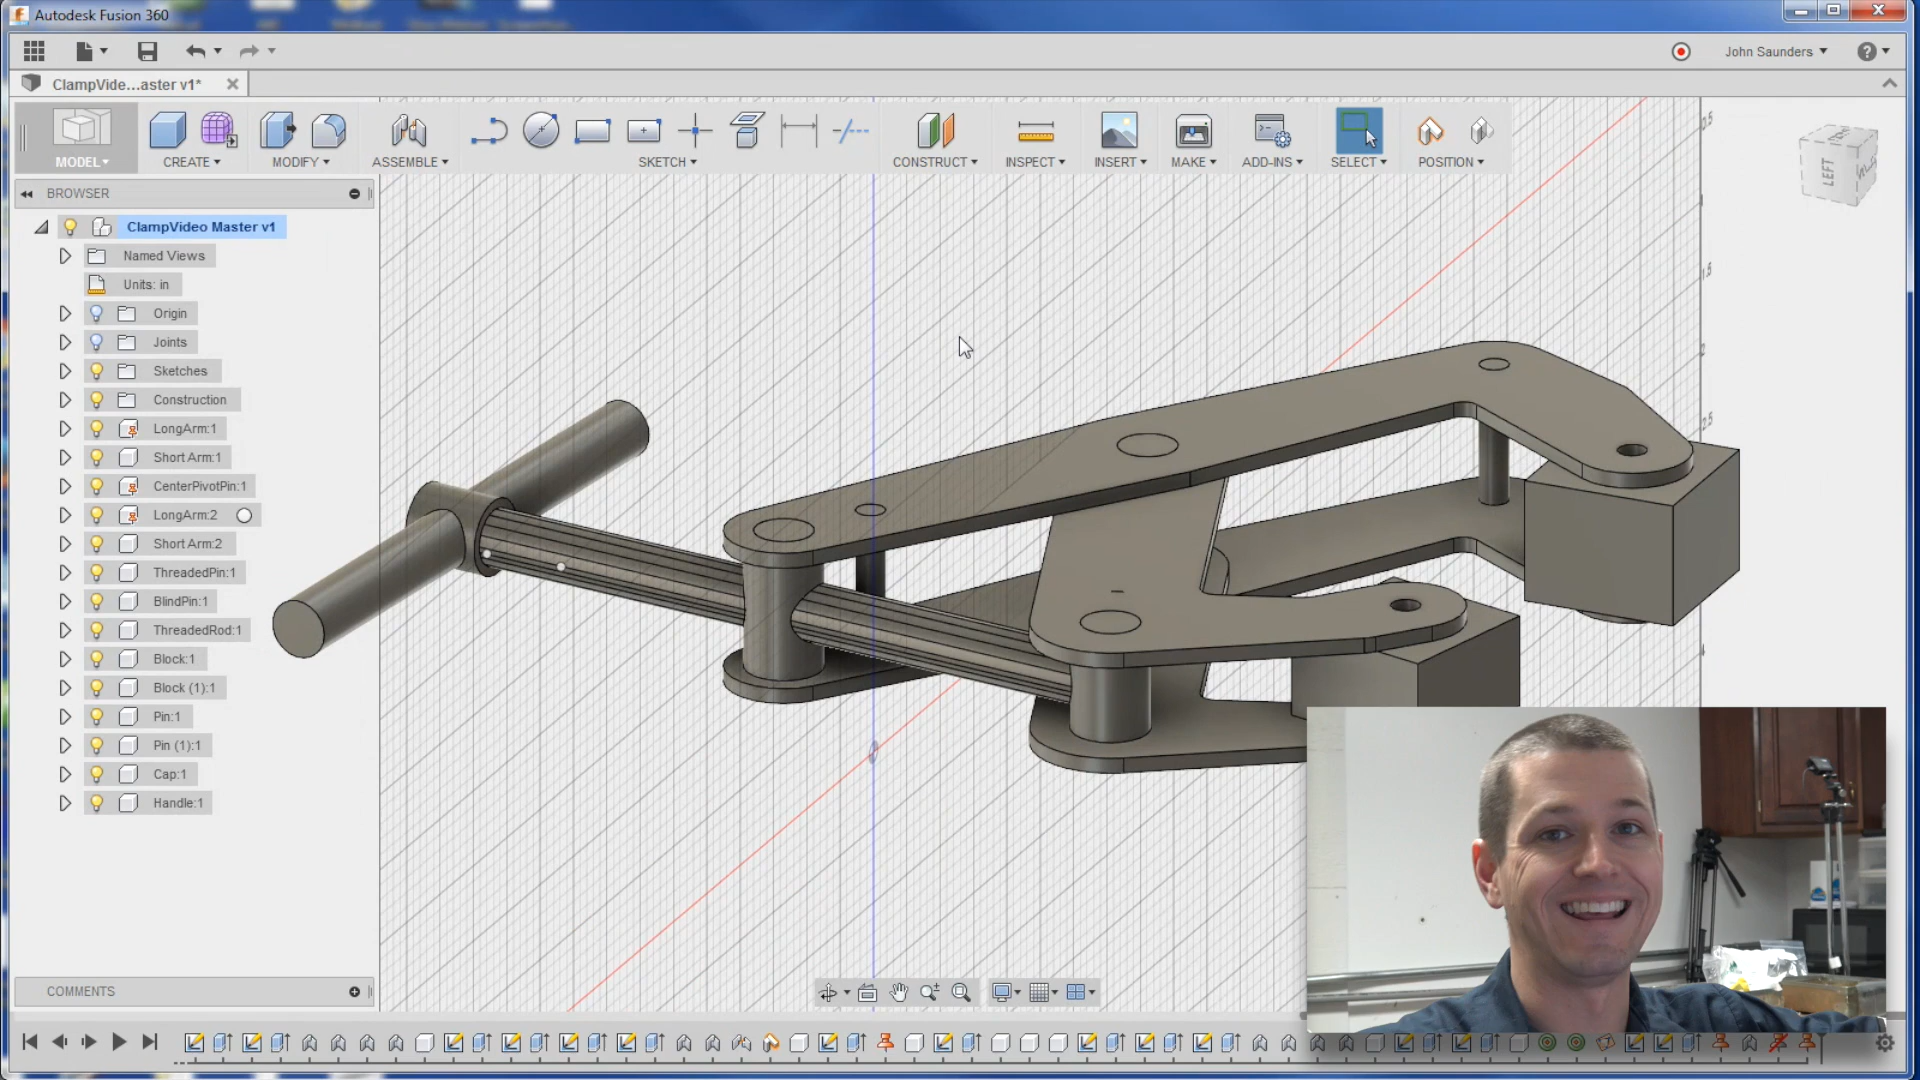 Autodesk Fusion 360
John Saunders
ClampVide...aster v1*
MODEL
CREATE
MODIFY
ASSEMBLE
SKETCH
CONSTRUCT
INSPECT
INSERT
MAKE
ADD-INS
SELECT
POSITION
LEFT
BROWSER
ClampVideo Master v1
Named Views
Units: in
Origin
Joints
Sketches
Construction
LongArm:1
Short Arm:1
CenterPivotPin:1
LongArm:2
Short Arm:2
ThreadedPin:1
BlindPin:1
ThreadedRod:1
Block:1
Block (1):1
Pin:1
Pin (1):1
Cap:1
Handle:1
COMMENTS